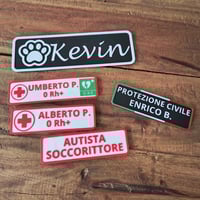 Kevin
UMBERTO P.
0 Rh+
ALBERTO P.
0 Rh+
PROTEZIONE CIVILE
ENRICO B.
AUTISTA
SOCCORRITORE